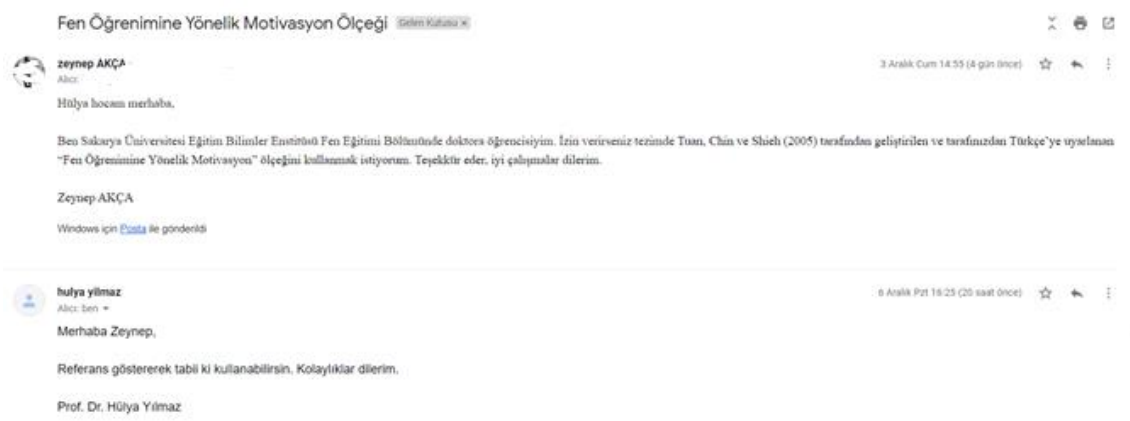 Fen Öğrenimine Yönelik Motivasyon Ölçeği Gelen Kutusu ×
zeynep AKÇA
3 Aralık Cum 14:55 (4 gün önce)
Alıcı:
Hülya hocam merhaba,
Ben Sakarya Üniversitesi Eğitim Bilimler Enstitüsü Fen Eğitimi Bölümünde doktora öğrencisiyim. İzin verirseniz tezimde Tuan, Chin ve Shieh (2005) tarafından geliştirilen ve tarafınızdan Türkçe'ye uyarlanan
“Fen Öğrenimine Yönelik Motivasyon” ölçeğini kullanmak istiyorum. Teşekkür eder, iyi çalışmalar dilerim.
Zeynep AKÇA
Windows için Posta ile gönderildi
hulya yilmaz
6 Aralık Pzt 16:25 (20 saat önce)
Alıcı: ben
Merhaba Zeynep,
Referans göstererek tabii ki kullanabilirsin. Kolaylıklar dilerim.
Prof. Dr. Hülya Yılmaz